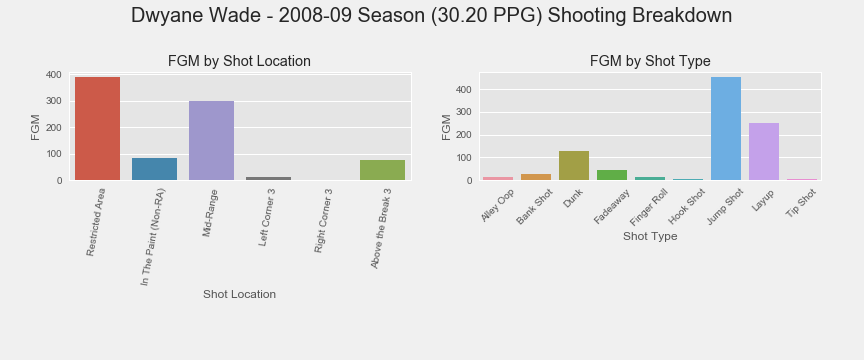 Dwyane Wade - 2008-09 Season (30.20 PPG) Shooting Breakdown
FGM by Shot Location
400
300
200
100
0
FGM
Restricted Area
In The Paint (Non-RA)
Mid-Range
Left Corner 3
Right Corner 3
Above the Break 3
Shot Location
FGM by Shot Type
400
300
200
100
0
FGM
Alley Oop
Bank Shot
Dunk
Fadeaway
Finger Roll
Hook Shot
Jump Shot
Layup
Tip Shot
Shot Type